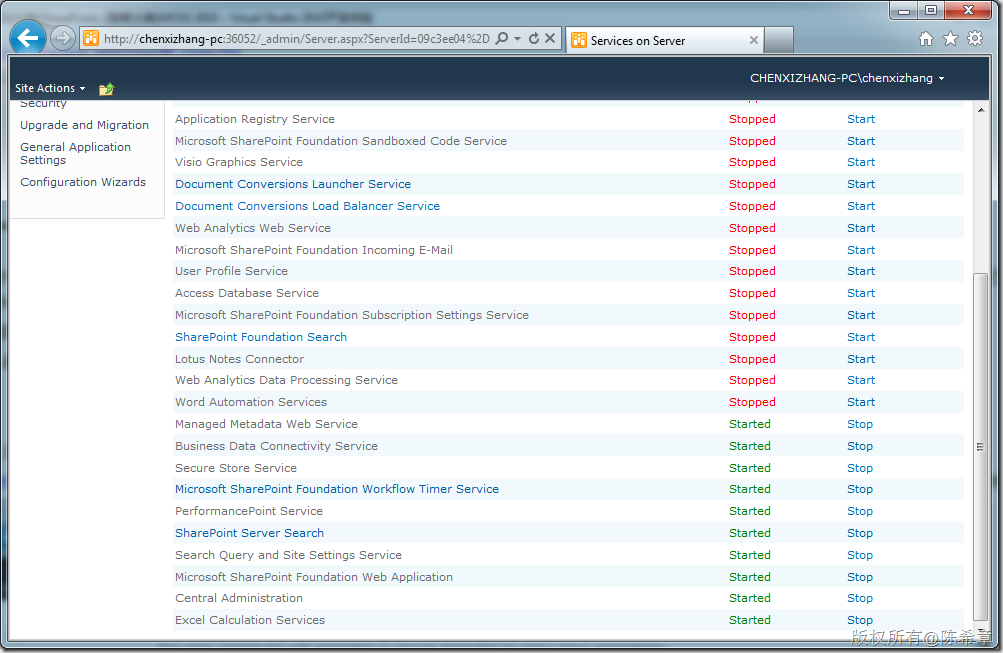 http://chenxizhang-pc:36052/_admin/Server.aspx?ServerId=09c3ee04%2D
Services on Server
CHENXIZHANG-PC\chenxizhang
Site Actions
Security
Upgrade and Migration
General Application
Settings
Configuration Wizards
Application Registry Service Stopped Start
Microsoft SharePoint Foundation Sandboxed Code Service Stopped Start
Visio Graphics Service Stopped Start
Document Conversions Launcher Service Stopped Start
Document Conversions Load Balancer Service Stopped Start
Web Analytics Web Service Stopped Start
Microsoft SharePoint Foundation Incoming E-Mail Stopped Start
User Profile Service Stopped Start
Access Database Service Stopped Start
Microsoft SharePoint Foundation Subscription Settings Service Stopped Start
SharePoint Foundation Search Stopped Start
Lotus Notes Connector Stopped Start
Web Analytics Data Processing Service Stopped Start
Word Automation Services Stopped Start
Managed Metadata Web Service Started Stop
Business Data Connectivity Service Started Stop
Secure Store Service Started Stop
Microsoft SharePoint Foundation Workflow Timer Service Started Stop
PerformancePoint Service Started Stop
SharePoint Server Search Started Stop
Search Query and Site Settings Service Started Stop
Microsoft SharePoint Foundation Web Application Started Stop
Central Administration Started Stop
Excel Calculation Services Started Stop
版权所有@陈希章